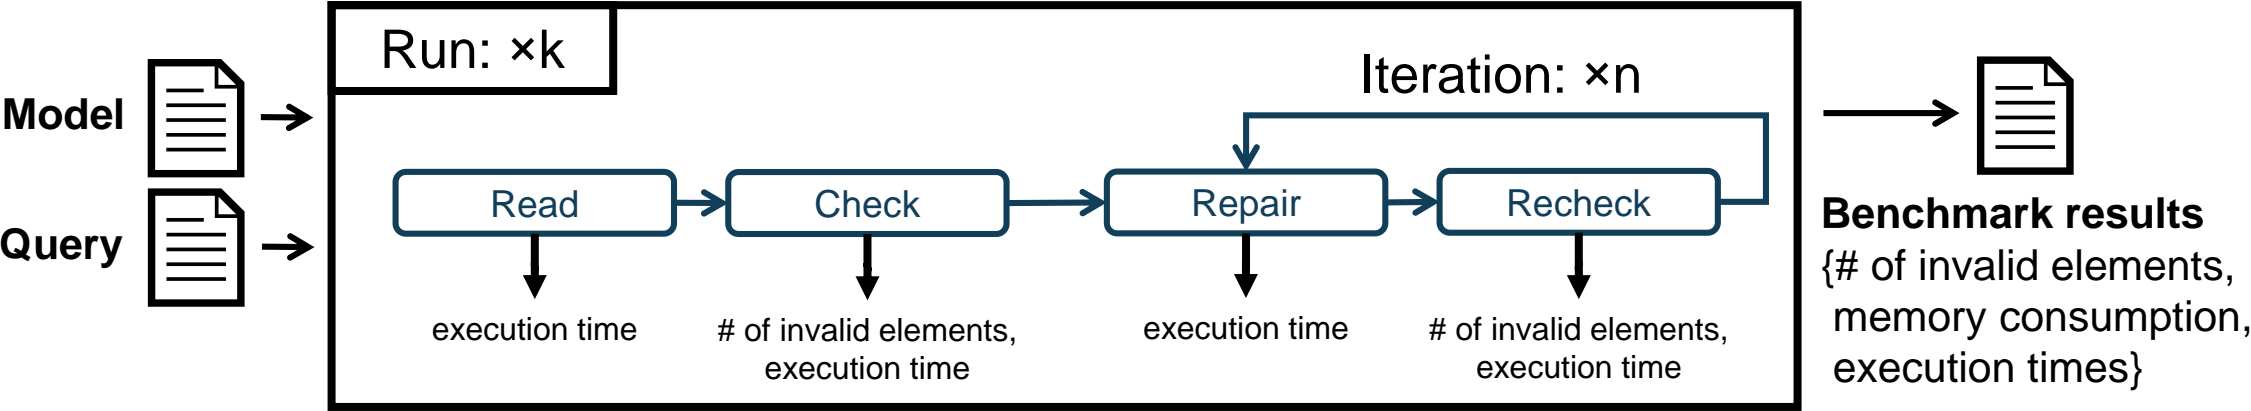 Run: ×k
Iteration: ×n
Model
Query
Read
Check
Repair
Recheck
execution time
# of invalid elements,
execution time
execution time
# of invalid elements,
execution time
Benchmark results
{# of invalid elements,
memory consumption,
execution times}